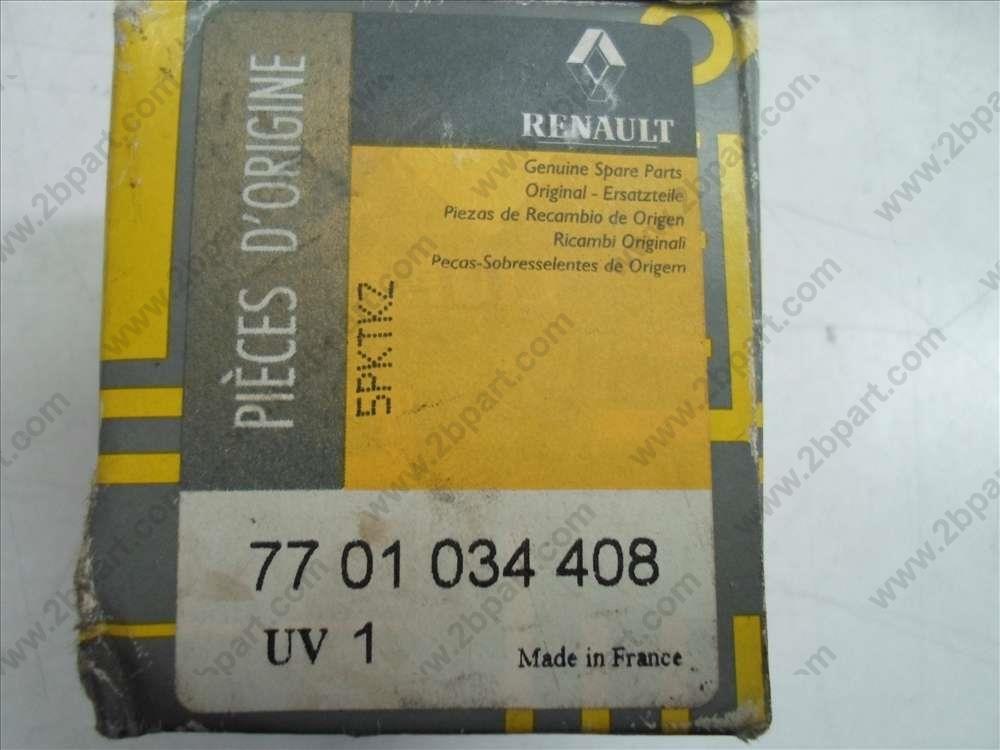 RENAULT
PIÈCES D'ORIGINE
Genuine Spare Parts
Original - Ersatzteile
Piezas de Recambio de Origen
Ricambi Originali
Pecas-Sobresselentes de Origem
5PKTKZ
77 01 034 408
UV 1
Made in France
www.2bpart.com